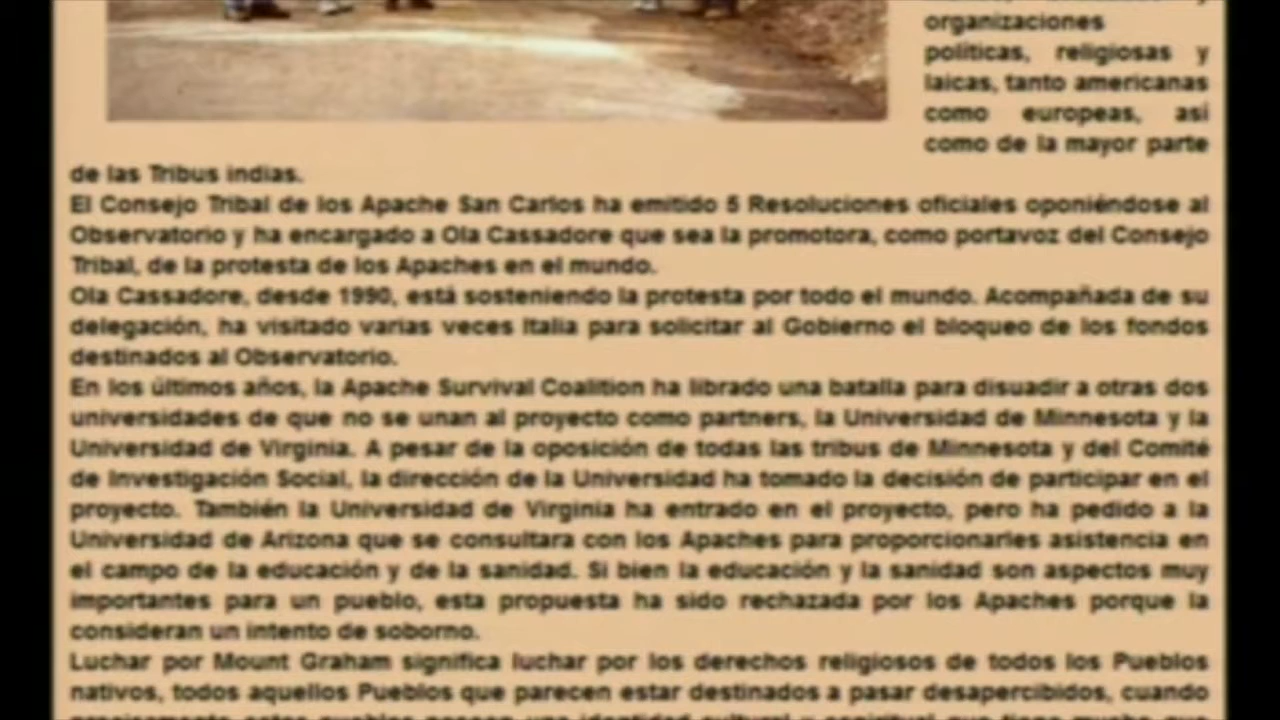 organizaciones
políticas, religiosas y
laicas, tanto americanas
como europeas, así
como de la mayor parte
de las Tribus indias.
El Consejo Tribal de los Apache San Carlos ha emitido 5 Resoluciones oficiales oponiéndose al
Observatorio y ha encargado a Ola Cassadore que sea la promotora, como portavoz del Consejo
Tribal, de la protesta de los Apaches en el mundo.
Ola Cassadore, desde 1990, está sosteniendo la protesta por todo el mundo. Acompañada de su
delegación, ha visitado varias veces Italia para solicitar al Gobierno el bloqueo de los fondos
destinados al Observatorio.
En los últimos años, la Apache Survival Coalition ha librado una batalla para disuadir a otras dos
universidades de que no se unan al proyecto como partners, la Universidad de Minnesota y la
Universidad de Virginia. A pesar de la oposición de todas las tribus de Minnesota y del Comité
de Investigación Social, la dirección de la Universidad ha tomado la decisión de participar en el
proyecto. También la Universidad de Virginia ha entrado en el proyecto, pero ha pedido a la
Universidad de Arizona que se consultara con los Apaches para proporcionarles asistencia en
el campo de la educación y de la sanidad. Si bien la educación y la sanidad son aspectos muy
importantes para un pueblo, esta propuesta ha sido rechazada por los Apaches porque la
consideran un intento de soborno.
Luchar por Mount Graham significa luchar por los derechos religiosos de todos los Pueblos
nativos, todos aquellos Pueblos que parecen estar destinados a pasar desapercibidos, cuando